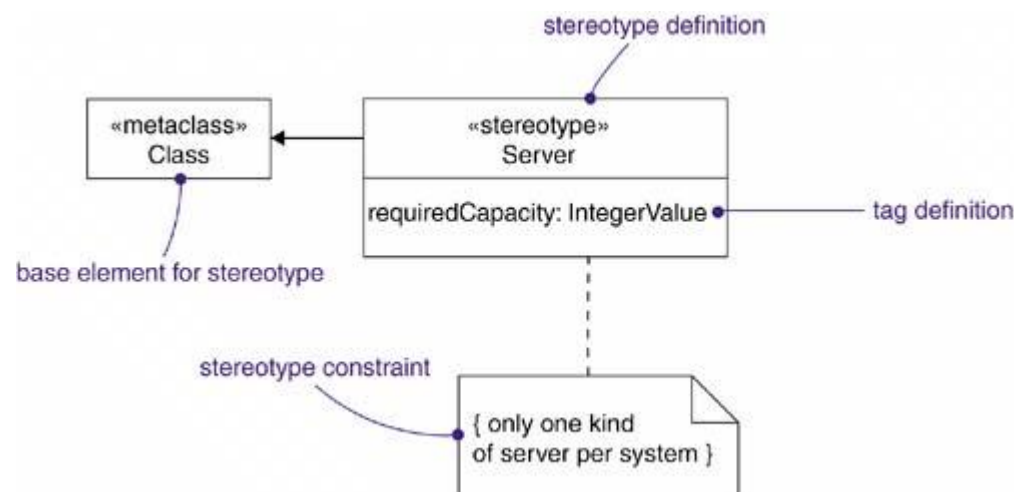 stereotype definition
«metaclass»
Class
«stereotype»
Server
requiredCapacity: IntegerValue
tag definition
base element for stereotype
stereotype constraint
{ only one kind
of server per system }